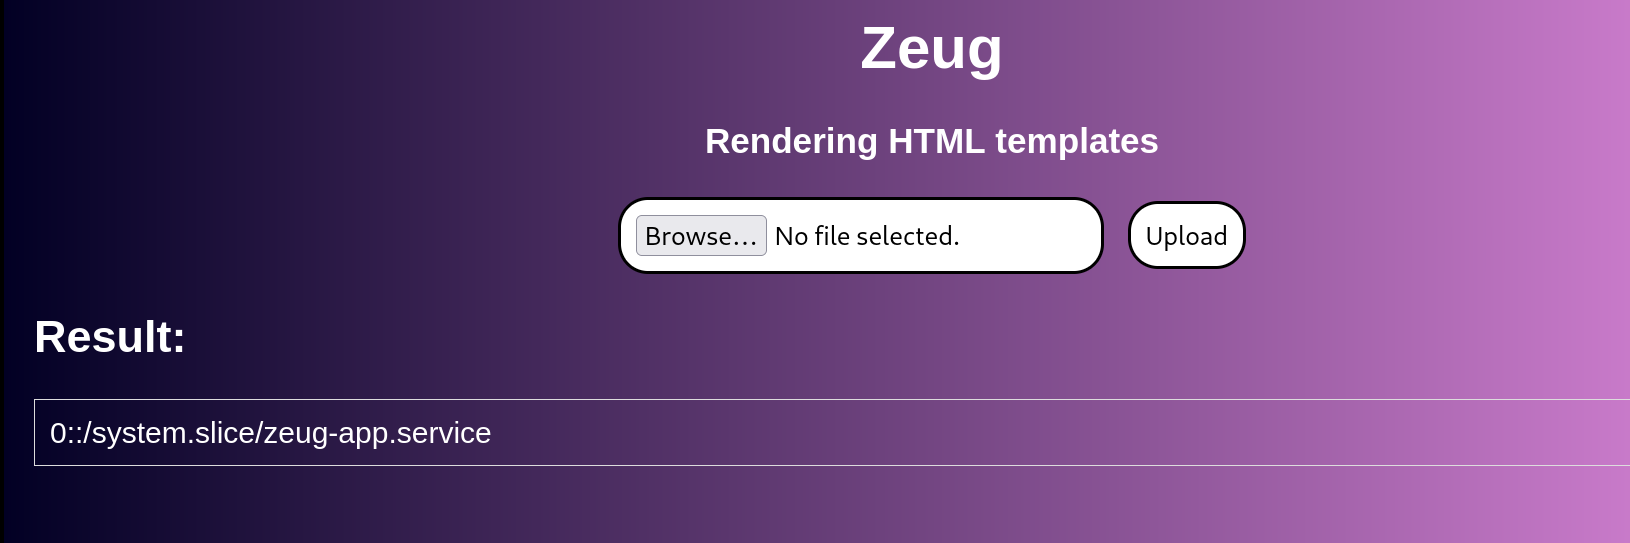 Zeug
Rendering HTML templates
Browse... No file selected.
Upload
Result:
0::/system.slice/zeug-app.service